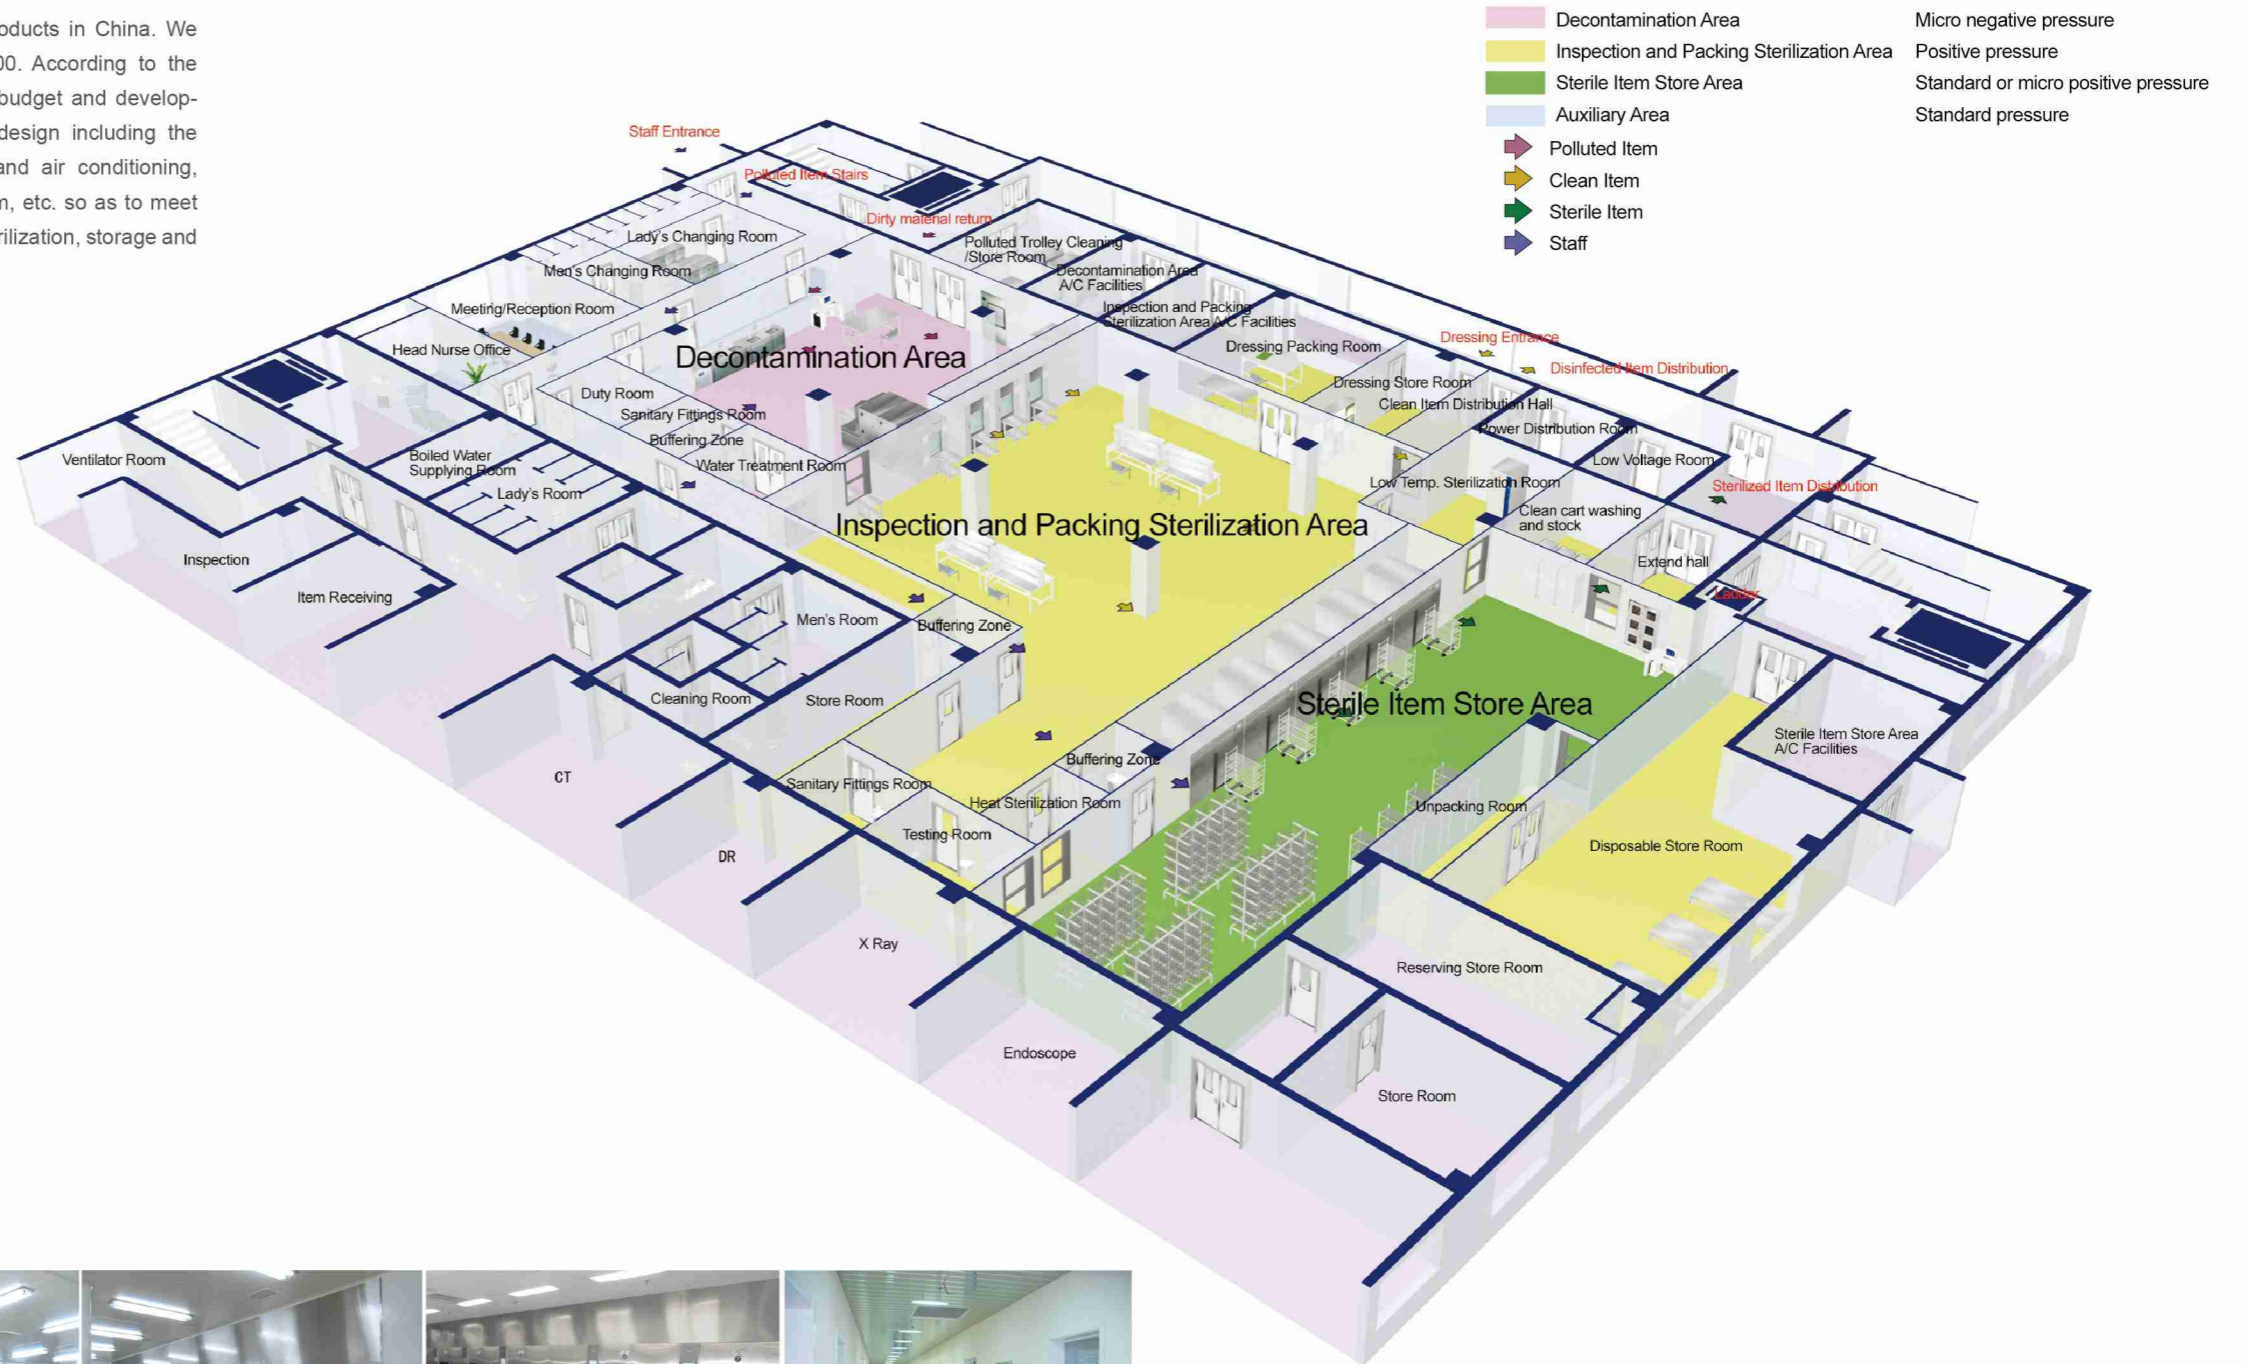 oducts in China. We
00. According to the
budget and develop-
design including the
and air conditioning,
n, etc. so as to meet
rilization, storage and
Decontamination Area Micro negative pressure
Inspection and Packing Sterilization Area Positive pressure
Sterile Item Store Area Standard or micro positive pressure
Auxiliary Area Standard pressure
Polluted Item
Clean Item
Sterile Item
Staff
Staff Entrance
Polluted Item Stairs
Dirty material return
Lady's Changing Room
Men's Changing Room
Meeting/Reception Room
Head Nurse Office
Polluted Trolley Cleaning
/Store Room
Decontamination Area
A/C Facilities
Inspection and Packing
Sterilization Area A/C Facilities
Dressing Packing Room
Dressing Entrance
Disinfected Item Distribution
Decontamination Area
Duty Room
Sanitary Fittings Room
Buffering Zone
Water Treatment Room
Dressing Store Room
Clean Item Distribution Hall
Power Distribution Room
Low Voltage Room
Sterilized Item Distribution
Ventilator Room
Boiled Water
Supplying Room
Lady's Room
Low Temp. Sterilization Room
Clean cart washing
and stock
Inspection and Packing Sterilization Area
Inspection
Item Receiving
Extend hall
Ladder
Men's Room
Buffering Zone
Cleaning Room
Store Room
Sterile Item Store Area
Sterile Item Store Area
A/C Facilities
CT
Buffering Zone
Sanitary Fittings Room
Heat Sterilization Room
Testing Room
Unpacking Room
Disposable Store Room
DR
X Ray
Reserving Store Room
Endoscope
Store Room